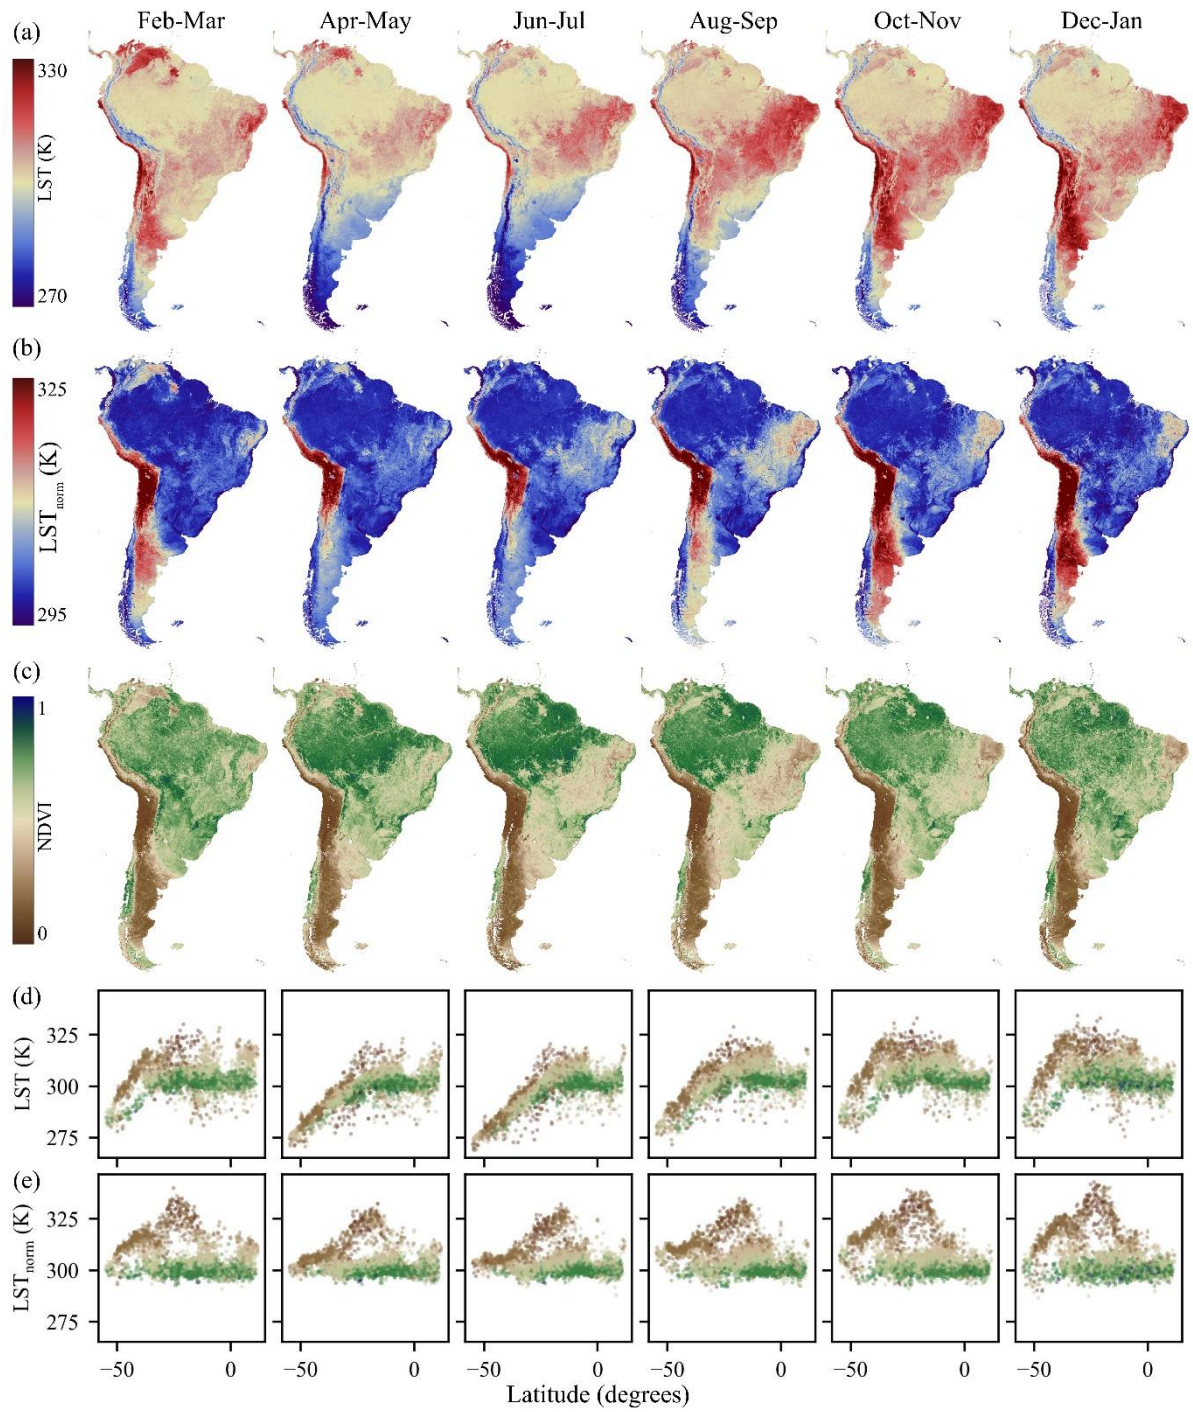 Feb-Mar Apr-May Jun-Jul Aug-Sep Oct-Nov Dec-Jan
(a)
330
LST (K)
270
(b)
325
LSTnorm (K)
295
(c)
1
NDVI
0
(d)
325
LST (K)
300
275
(e)
325
LSTnorm (K)
300
275
−50 0 −50 0 −50 0 −50 0 −50 0 −50 0
Latitude (degrees)